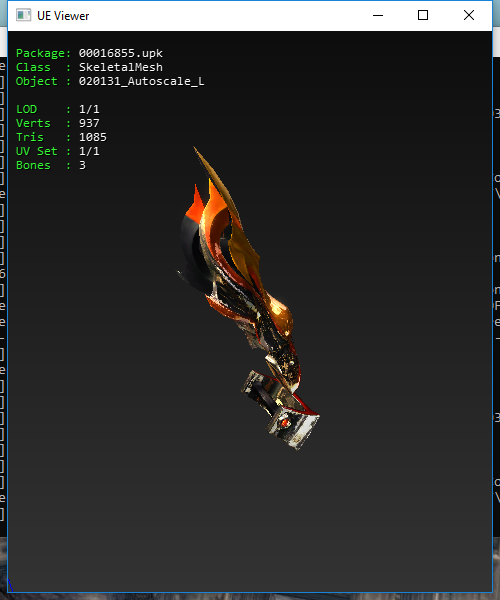 UE Viewer
Package: 00016855.upk
Class : SkeletalMesh
Object : 020131_Autoscale_L
LOD : 1/1
Verts : 937
Tris : 1085
UV Set : 1/1
Bones : 3